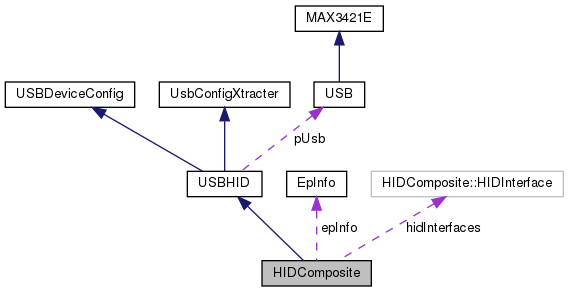 MAX3421E
USBDeviceConfig
UsbConfigXtracter
USB
pUsb
USBHID
EpInfo
HIDComposite::HIDInterface
epInfo
hidInterfaces
HIDComposite